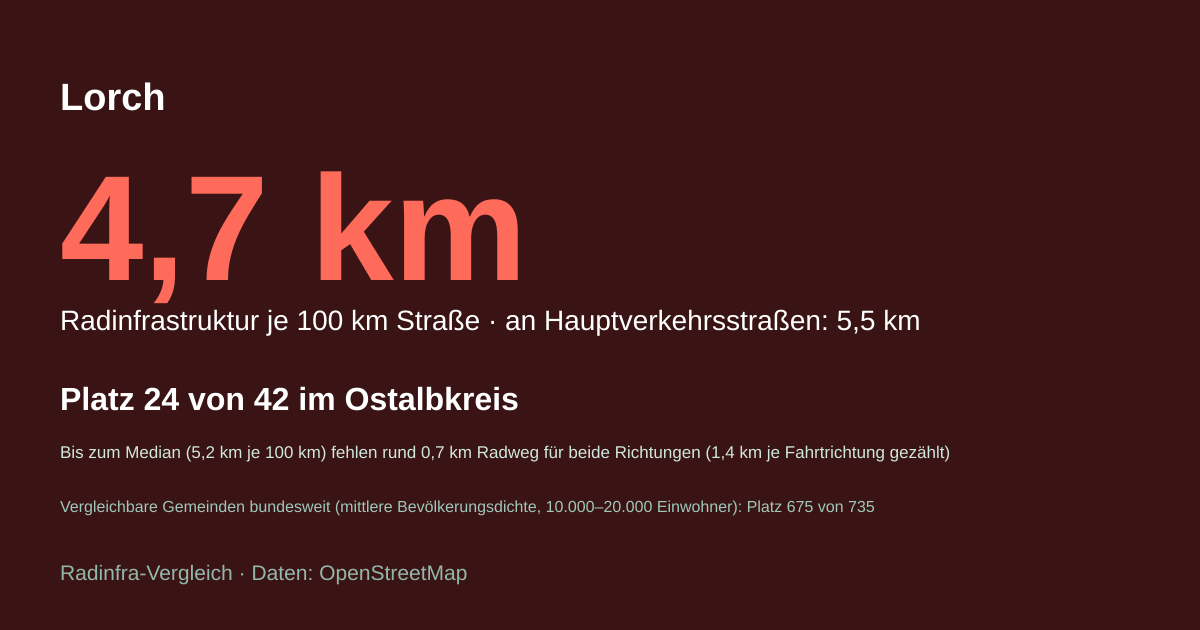 Lorch
4,7 km
Radinfrastruktur je 100 km Straße · an Hauptverkehrsstraßen: 5,5 km
Platz 24 von 42 im Ostalbkreis
Bis zum Median (5,2 km je 100 km) fehlen rund 0,7 km Radweg für beide Richtungen (1,4 km je Fahrtrichtung gezählt)
Vergleichbare Gemeinden bundesweit (mittlere Bevölkerungsdichte, 10.000–20.000 Einwohner): Platz 675 von 735
Radinfra-Vergleich · Daten: OpenStreetMap